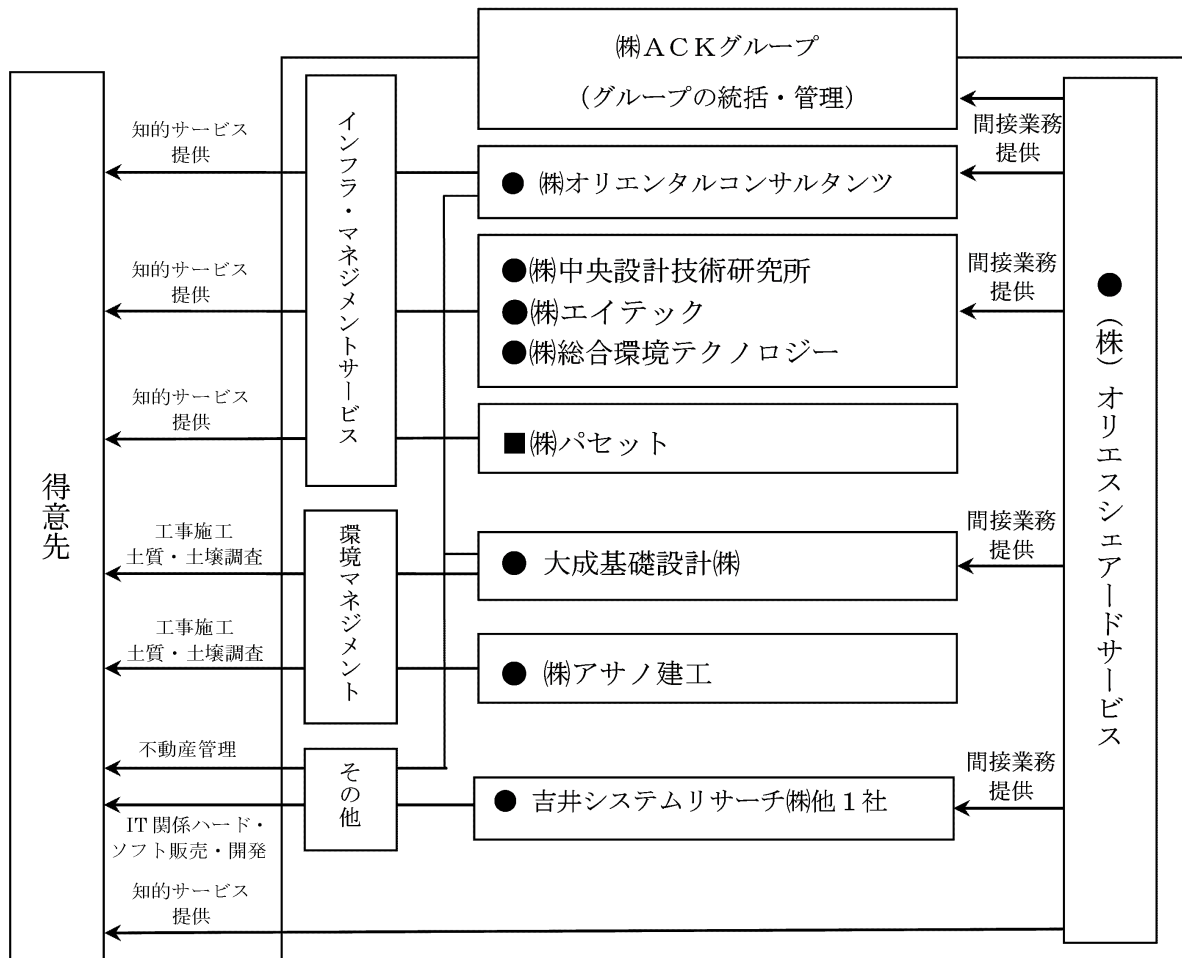 ㈱ＡＣＫグループ
（グループの統括・管理）
間接業務
提供
知的サービス
提供
インフラ・マネジメントサービス
● ㈱オリエンタルコンサルタンツ
知的サービス
提供
●㈱中央設計技術研究所
●㈱エイテック
●㈱総合環境テクノロジー
間接業務
提供
●（株）オリエスシェアードサービス
知的サービス
提供
■㈱パセット
得意先
工事施工
土質・土壌調査
環境マネジメント
● 大成基礎設計㈱
間接業務
提供
工事施工
土質・土壌調査
● ㈱アサノ建工
不動産管理
その他
● 吉井システムリサーチ㈱他１社
間接業務
提供
IT 関係ハード・
ソフト販売・開発
知的サービス
提供